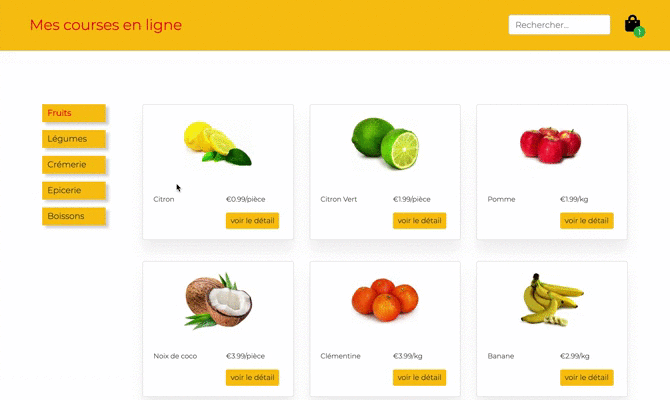 Mes courses en ligne
Rechercher...
1
Fruits
Légumes
Crémerie
Epicerie
Boissons
Citron €0.99/pièce
voir le détail
Citron Vert €1.99/pièce
voir le détail
Pomme €1.99/kg
voir le détail
Noix de coco €3.99/pièce
voir le détail
Clémentine €3.99/kg
voir le détail
Banane €2.99/kg
voir le détail